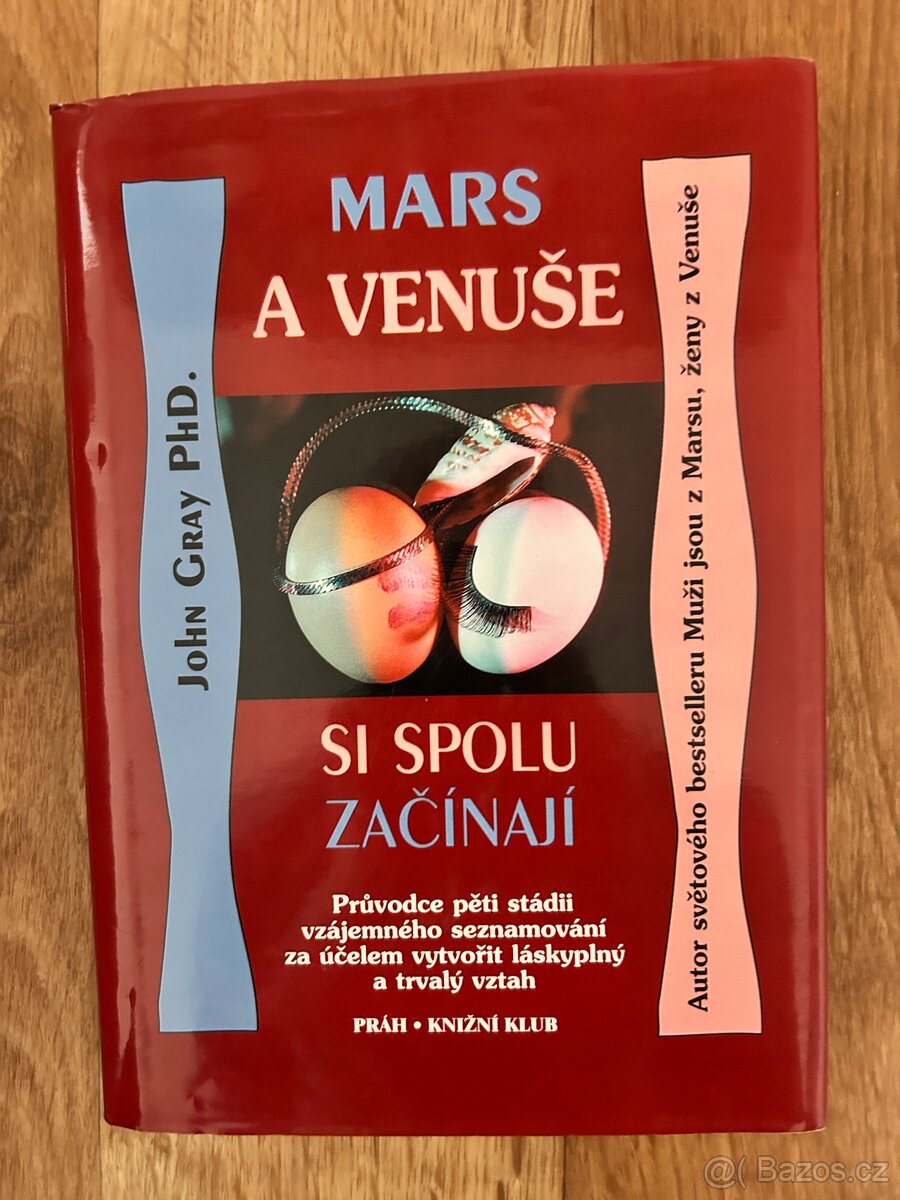 MARS
A VENUŠE
John Gray PhD.
Autor světového bestselleru Muži jsou z Marsu, ženy z Venuše
SI SPOLU
ZAČÍNAJÍ
Průvodce pěti stádii
vzájemného seznamování
za účelem vytvořit láskyplný
a trvalý vztah
PRÁH • KNIŽNÍ KLUB
@( Bazos.cz